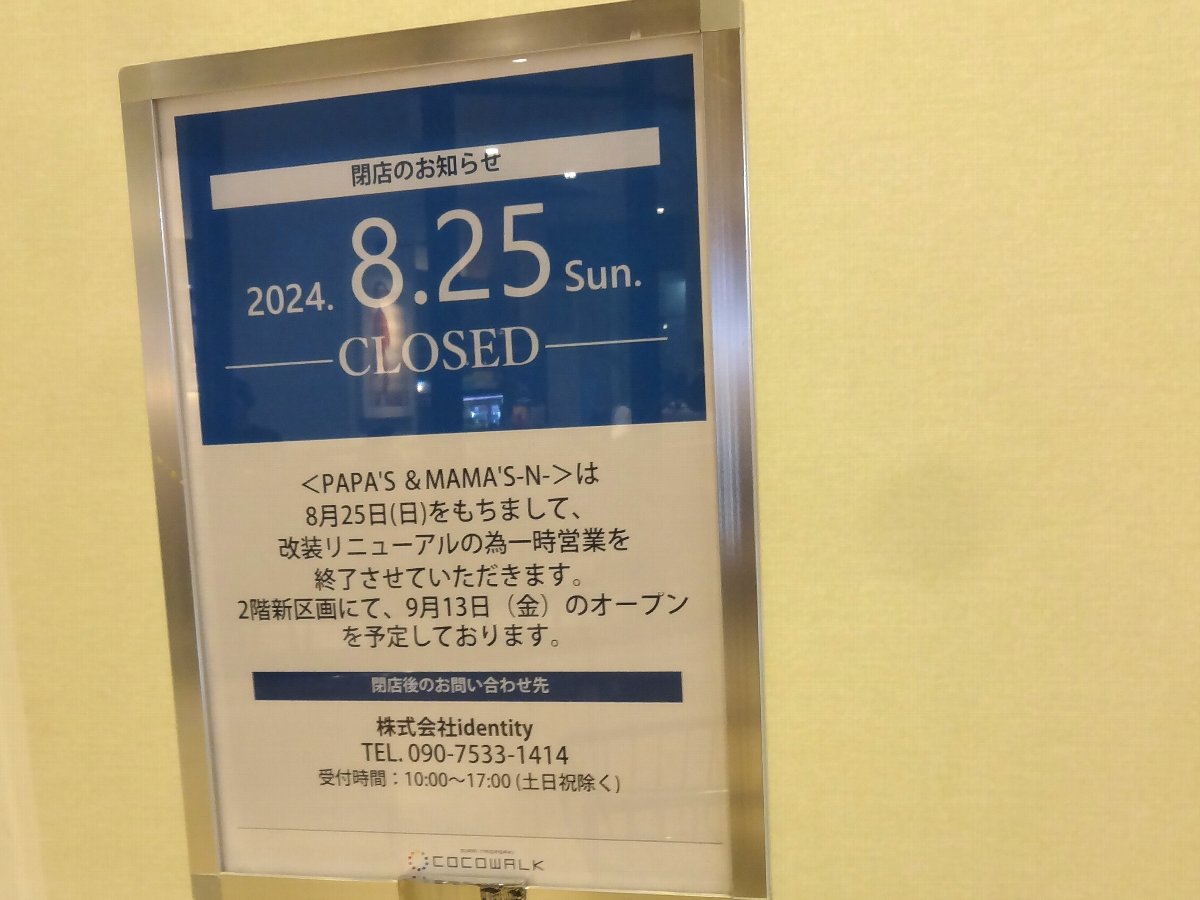 閉店のお知らせ
2024. 8.25 Sun.
CLOSED
＜PAPA'S ＆MAMA'S-N-＞は
8月25日(日)をもちまして、
改装リニューアルの為一時営業を
終了させていただきます。
2階新区画にて、9月13日（金）のオープン
を予定しております。
閉店後のお問い合わせ先
株式会社identity
TEL. 090-7533-1414
受付時間：10:00～17:00 (土日祝除く)
COCOWALK